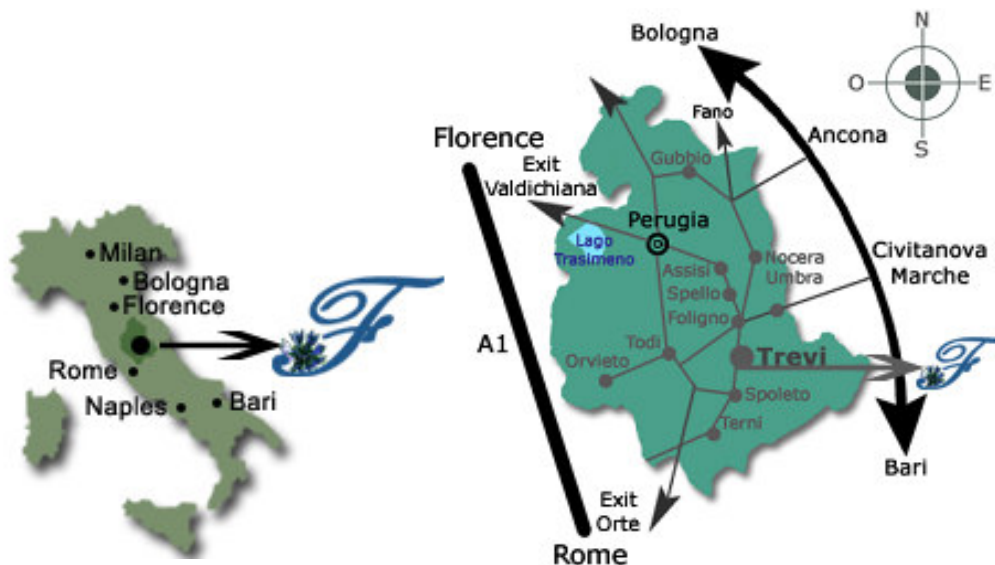 Milan
Bologna
Florence
Rome
Naples
Bari
F
Bologna
N
O
E
S
Fano
Ancona
Florence
Exit
Valdichiana
Gubbio
Perugia
Lago
Trasimeno
Assisi
Nocera
Umbra
Civitanova
Marche
Spello
Foligno
A1
Todi
Trevi
Orvieto
F
Spoleto
Terni
Bari
Exit
Orte
Rome